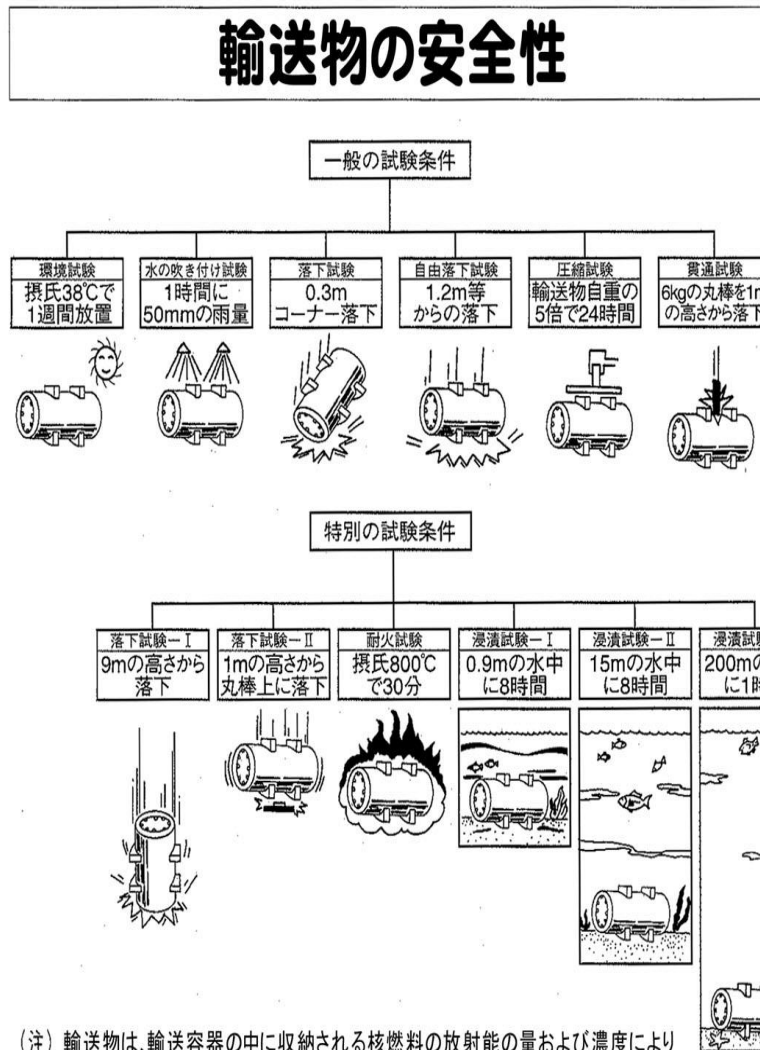 輸送物の安全性
一般の試験条件
環境試験
摂氏38℃で
1週間放置
水の吹き付け試験
1時間に
50mmの雨量
落下試験
0.3m
コーナー落下
自由落下試験
1.2m等
からの落下
圧縮試験
輸送物自重の
5倍で24時間
貫通試験
6kgの丸棒を1m
の高さから落下
特別の試験条件
落下試験ーⅠ
9mの高さから
落下
落下試験ーⅡ
1mの高さから
丸棒上に落下
耐火試験
摂氏800℃
で30分
浸漬試験ーⅠ
0.9mの水中
に8時間
浸漬試験ーⅡ
15mの水中
に8時間
浸漬試
200mの
に1時
(注) 輸送物は、輸送容器の中に収納される核燃料の放射能の量および濃度により